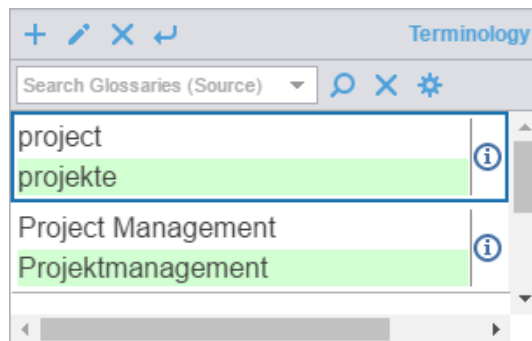 Terminology
Search Glossaries (Source)
project
projekte
Project Management
Projektmanagement